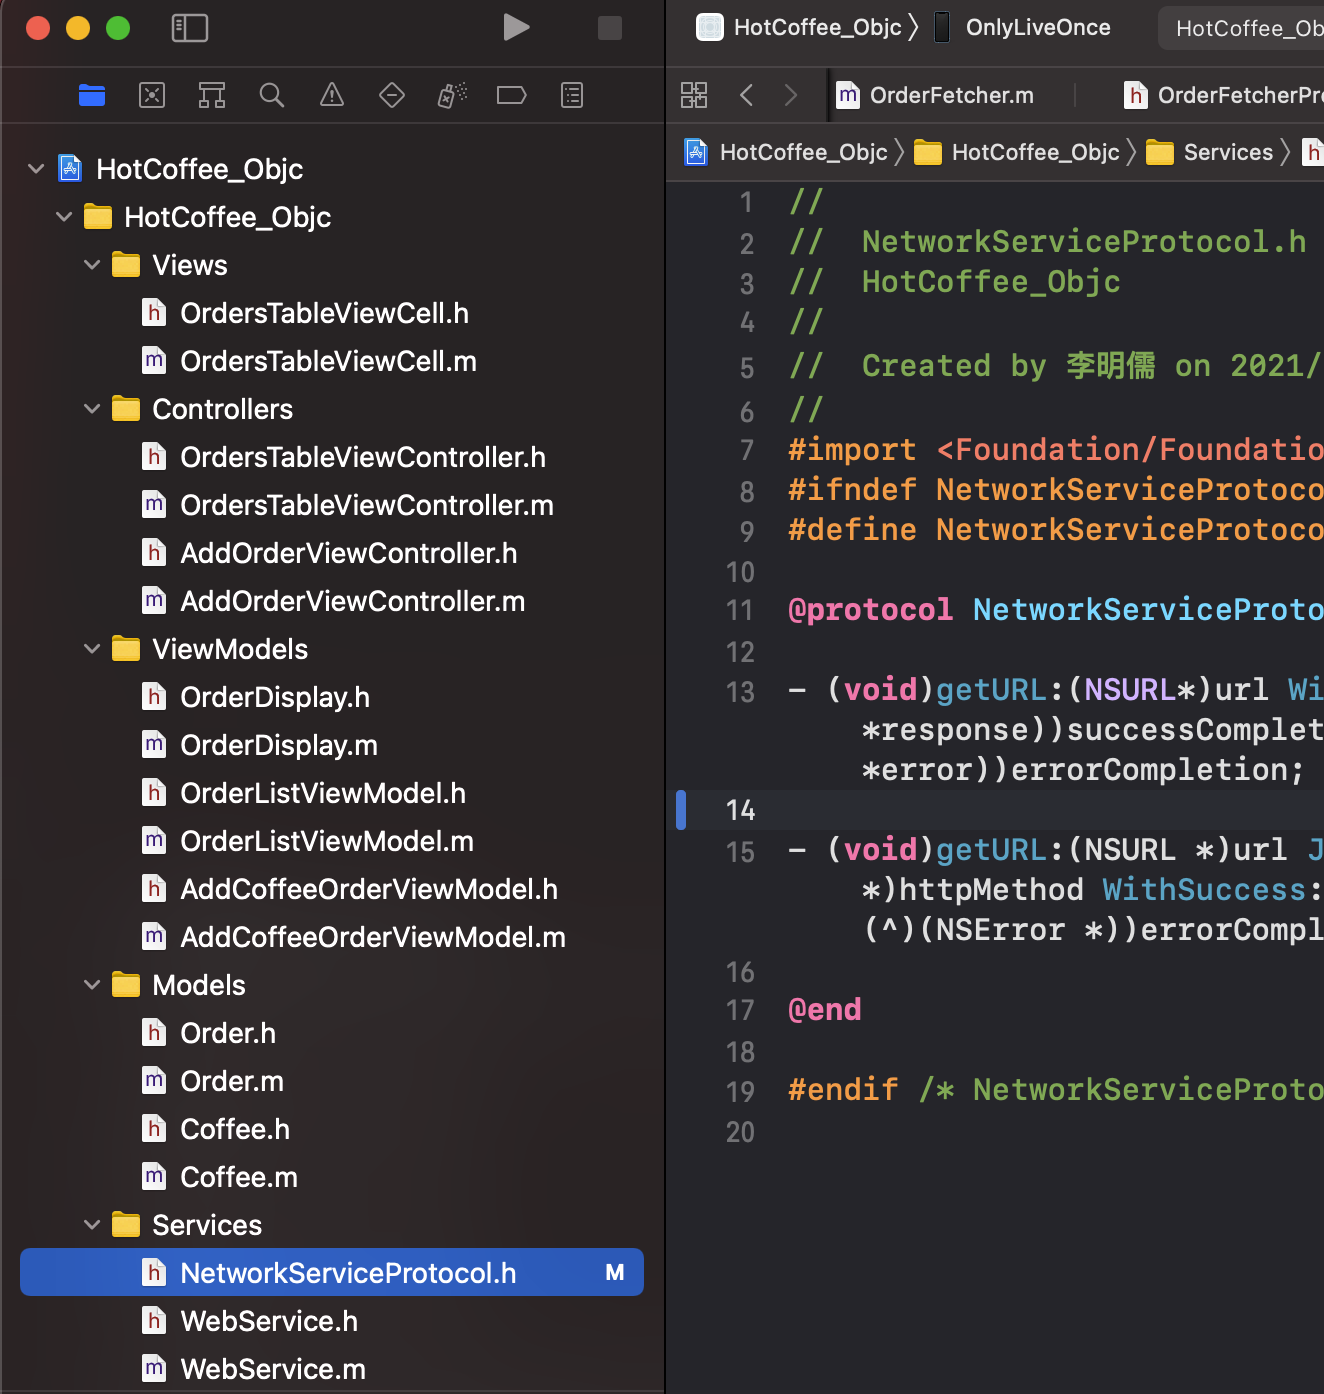 HotCoffee_Objc
HotCoffee_Objc
Views
h OrdersTableViewCell.h
m OrdersTableViewCell.m
Controllers
h OrdersTableViewController.h
m OrdersTableViewController.m
h AddOrderViewController.h
m AddOrderViewController.m
ViewModels
h OrderDisplay.h
m OrderDisplay.m
h OrderListViewModel.h
m OrderListViewModel.m
h AddCoffeeOrderViewModel.h
m AddCoffeeOrderViewModel.m
Models
h Order.h
m Order.m
h Coffee.h
m Coffee.m
Services
h NetworkServiceProtocol.h M
h WebService.h
m WebService.m
HotCoffee_Objc 〉 OnlyLiveOnce HotCoffee_Ob
m OrderFetcher.m h OrderFetcherPro
HotCoffee_Objc 〉 HotCoffee_Objc 〉 Services 〉 h
1 //
2 //  NetworkServiceProtocol.h
3 //  HotCoffee_Objc
4 //
5 //  Created by 李明儒 on 2021/
6 //
7 #import <Foundation/Foundatio
8 #ifndef NetworkServiceProtoco
9 #define NetworkServiceProtoco
10
11 @protocol NetworkServiceProto
12
13 - (void)getURL:(NSURL*)url Wi
*response))successComplet
*error))errorCompletion;
14
15 - (void)getURL:(NSURL *)url J
*)httpMethod WithSuccess:
(^)(NSError *))errorCompl
16
17 @end
18
19 #endif /* NetworkServiceProto
20